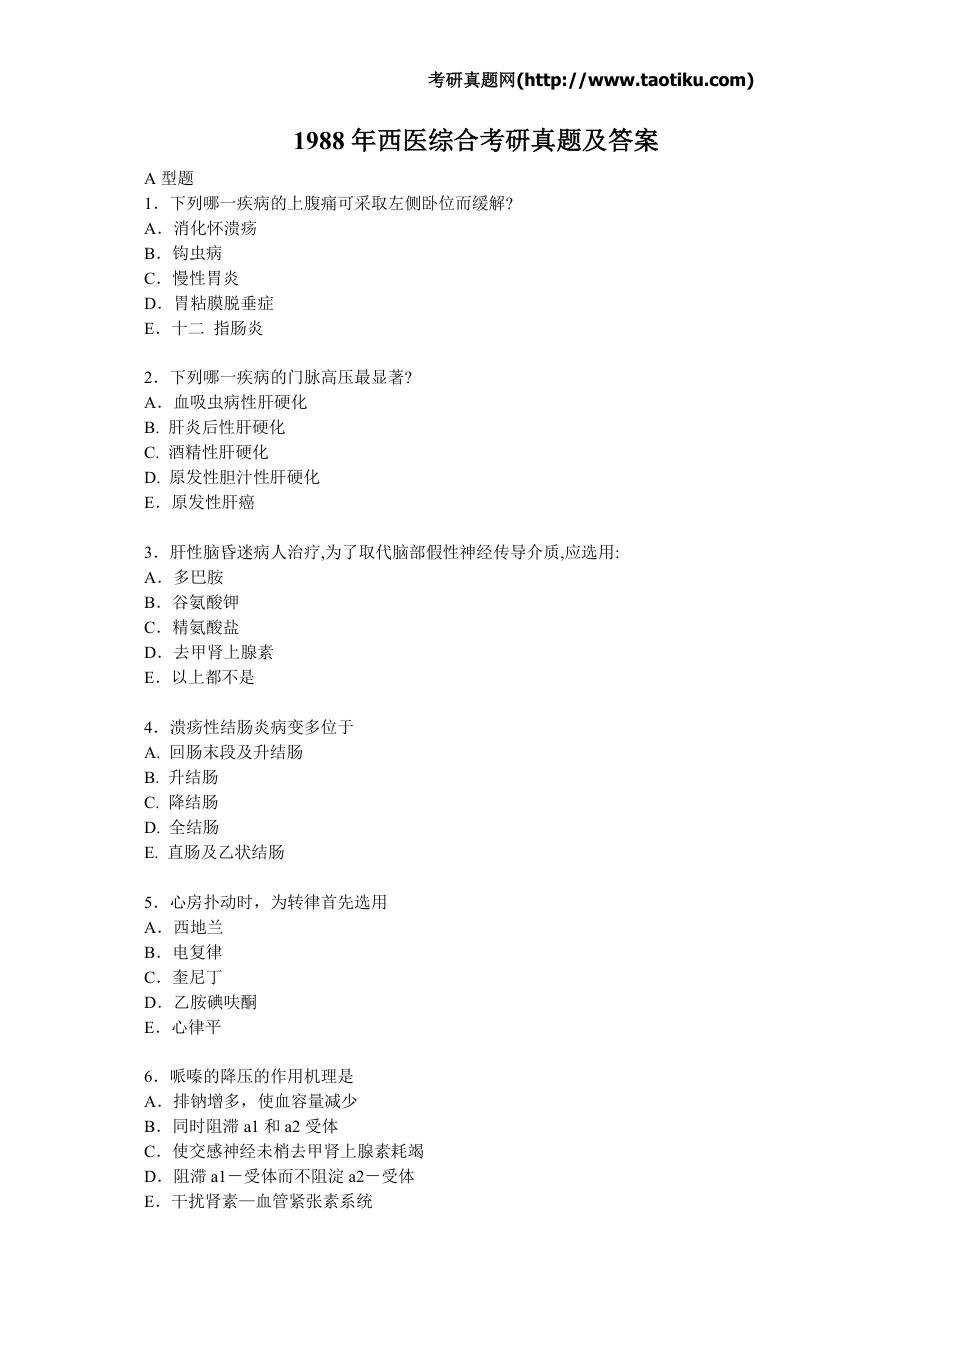 考研真题网(http://www.taotiku.com)
1988 年西医综合考研真题及答案
A 型题
1．下列哪一疾病的上腹痛可采取左侧卧位而缓解?
A．消化怀溃疡
B．钩虫病
C．慢性胃炎
D．胃粘膜脱垂症
E．十二 指肠炎
2．下列哪一疾病的门脉高压最显著?
A．血吸虫病性肝硬化
B. 肝炎后性肝硬化
C. 酒精性肝硬化
D. 原发性胆汁性肝硬化
E．原发性肝癌
3．肝性脑昏迷病人治疗,为了取代脑部假性神经传导介质,应选用:
A．多巴胺
B．谷氨酸钾
C．精氨酸盐
D．去甲肾上腺素
E．以上都不是
4．溃疡性结肠炎病变多位于
A. 回肠末段及升结肠
B. 升结肠
C. 降结肠
D. 全结肠
E. 直肠及乙状结肠
5．心房扑动时，为转律首先选用
A．西地兰
B．电复律
C．奎尼丁
D．乙胺碘呋酮
E．心律平
6．哌嗪的降压的作用机理是
A．排钠增多，使血容量减少
B．同时阻滞 a1 和 a2 受体
C．使交感神经未梢去甲肾上腺素耗竭
D．阻滞 a1－受体而不阻淀 a2－受体
E．干扰肾素—血管紧张素系统